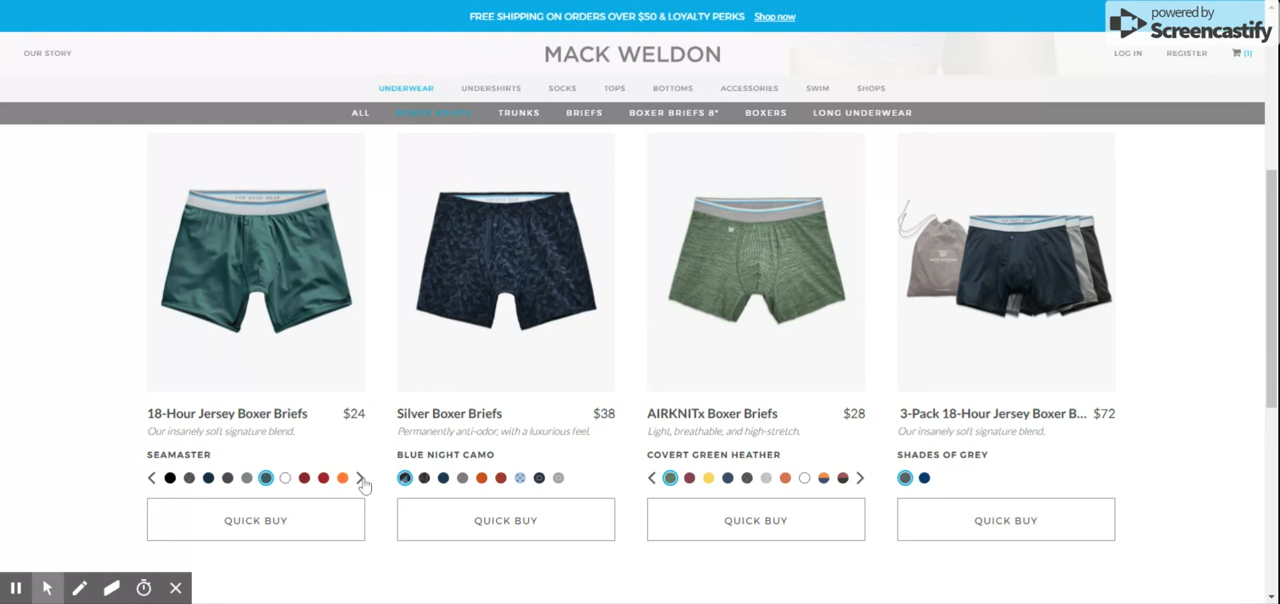 FREE SHIPPING ON ORDERS OVER $50 & LOYALTY PERKS Shop now
powered by
Screencastify
OUR STORY
MACK WELDON
LOG IN REGISTER (1)
UNDERWEAR UNDERSHIRTS SOCKS TOPS BOTTOMS ACCESSORIES SWIM SHOPS
ALL BOXER BRIEFS TRUNKS BRIEFS BOXER BRIEFS 8" BOXERS LONG UNDERWEAR
18-Hour Jersey Boxer Briefs $24
Our insanely soft signature blend.
SEAMASTER
QUICK BUY
Silver Boxer Briefs $38
Permanently anti-odor, with a luxurious feel.
BLUE NIGHT CAMO
QUICK BUY
AIRKNITx Boxer Briefs $28
Light, breathable, and high-stretch.
COVERT GREEN HEATHER
QUICK BUY
3-Pack 18-Hour Jersey Boxer B... $72
Our insanely soft signature blend.
SHADES OF GREY
QUICK BUY